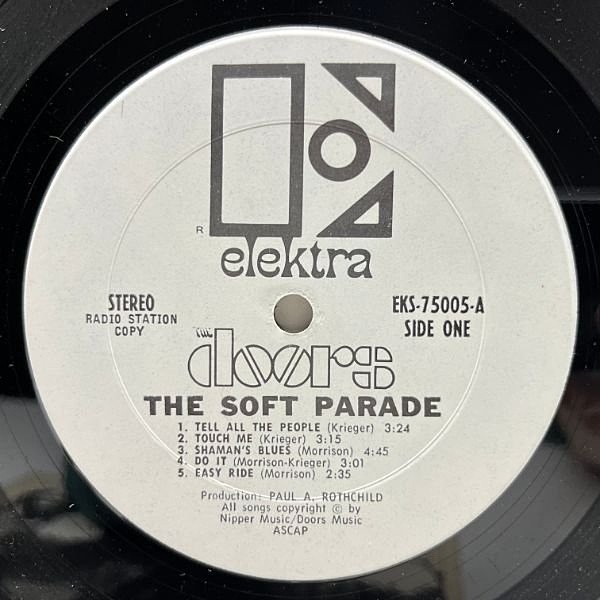 R
elektra
STEREO
RADIO STATION
COPY
EKS-75005-A
SIDE ONE
THE doors
THE SOFT PARADE
1. TELL ALL THE PEOPLE (Krieger) 3:24
2. TOUCH ME (Krieger) 3:15
3. SHAMAN'S BLUES (Morrison) 4:45
4. DO IT (Morrison-Krieger) 3:01
5. EASY RIDE (Morrison) 2:35
Production: PAUL A. ROTHCHILD
All songs copyright © by
Nipper Music/Doors Music
ASCAP